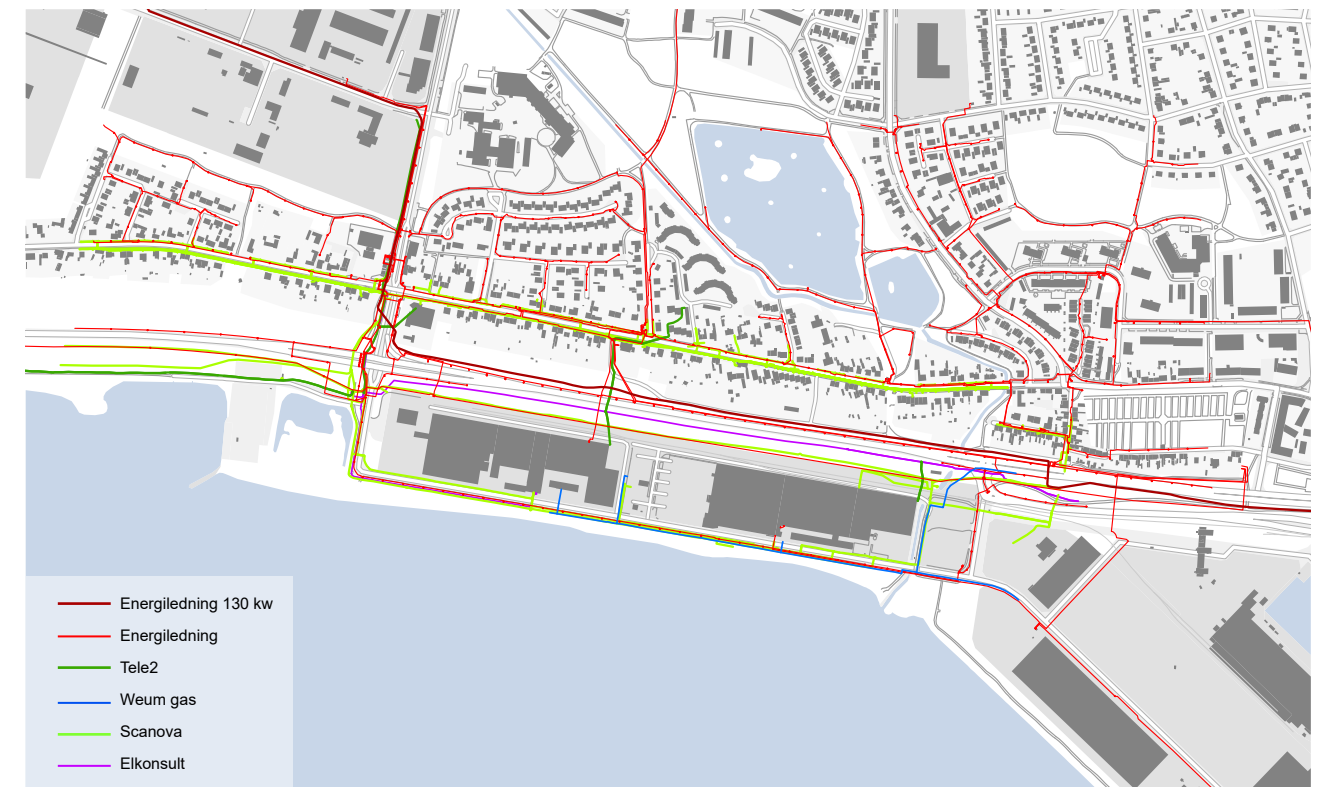 Energiledning 130 kw
Energiledning
Tele2
Weum gas
Scanova
Elkonsult